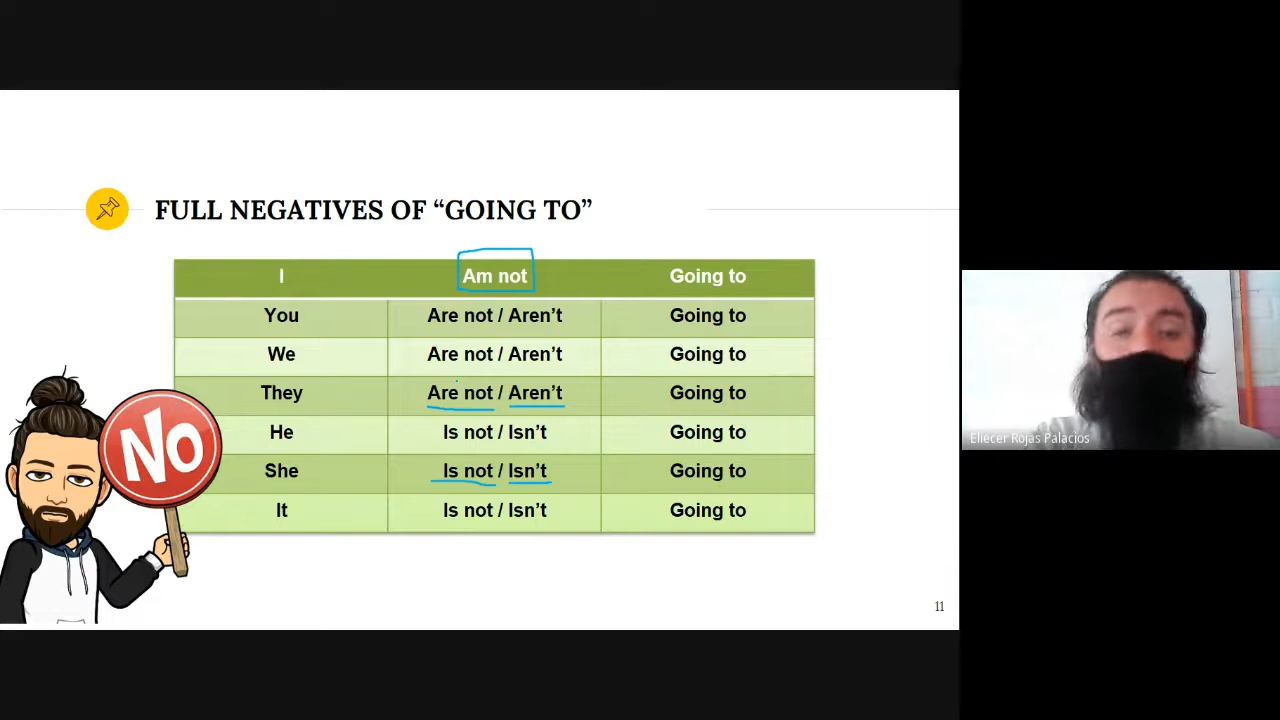 FULL NEGATIVES OF “GOING TO”
I Am not Going to
You Are not / Aren’t Going to
We Are not / Aren’t Going to
They Are not / Aren’t Going to
He Is not / Isn’t Going to
She Is not / Isn’t Going to
It Is not / Isn’t Going to
NO
11
Eliecer Rojas Palacios